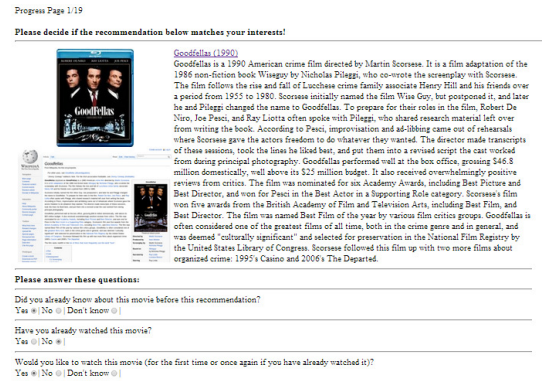 Progress Page 1/19
Please decide if the recommendation below matches your interests!
GOODFELLAS
Goodfellas (1990)
Goodfellas is a 1990 American crime film directed by Martin Scorsese. It is a film adaptation of the
1986 non-fiction book Wiseguy by Nicholas Pileggi, who co-wrote the screenplay with Scorsese.
The film follows the rise and fall of Lucchese crime family associate Henry Hill and his friends over
a period from 1955 to 1980. Scorsese initially named the film Wise Guy, but postponed it, and later
he and Pileggi changed the name to Goodfellas. To prepare for their roles in the film, Robert De
Niro, Joe Pesci, and Ray Liotta often spoke with Pileggi, who shared research material left over
from writing the book. According to Pesci, improvisation and ad-libbing came out of rehearsals
where Scorsese gave the actors freedom to do whatever they wanted. The director made transcripts
of these sessions, took the lines he liked best, and put them into a revised script the cast worked
from during principal photography. Goodfellas performed well at the box office, grossing $46.8
million domestically, well above its $25 million budget. It also received overwhelmingly positive
reviews from critics. The film was nominated for six Academy Awards, including Best Picture and
Best Director, and won for Pesci in the Best Actor in a Supporting Role category. Scorsese's film
won five awards from the British Academy of Film and Television Arts, including Best Film, and
Best Director. The film was named Best Film of the year by various film critics groups. Goodfellas is
often considered one of the greatest films of all time, both in the crime genre and in general, and
was deemed "culturally significant" and selected for preservation in the National Film Registry by
the United States Library of Congress. Scorsese followed this film up with two more films about
organized crime: 1995's Casino and 2006's The Departed.
Please answer these questions:
Did you already know about this movie before this recommendation?
Yes | No | Don't know |
Have you already watched this movie?
Yes | No |
Would you like to watch this movie (for the first time or once again if you have already watched it)?
Yes | No | Don't know |